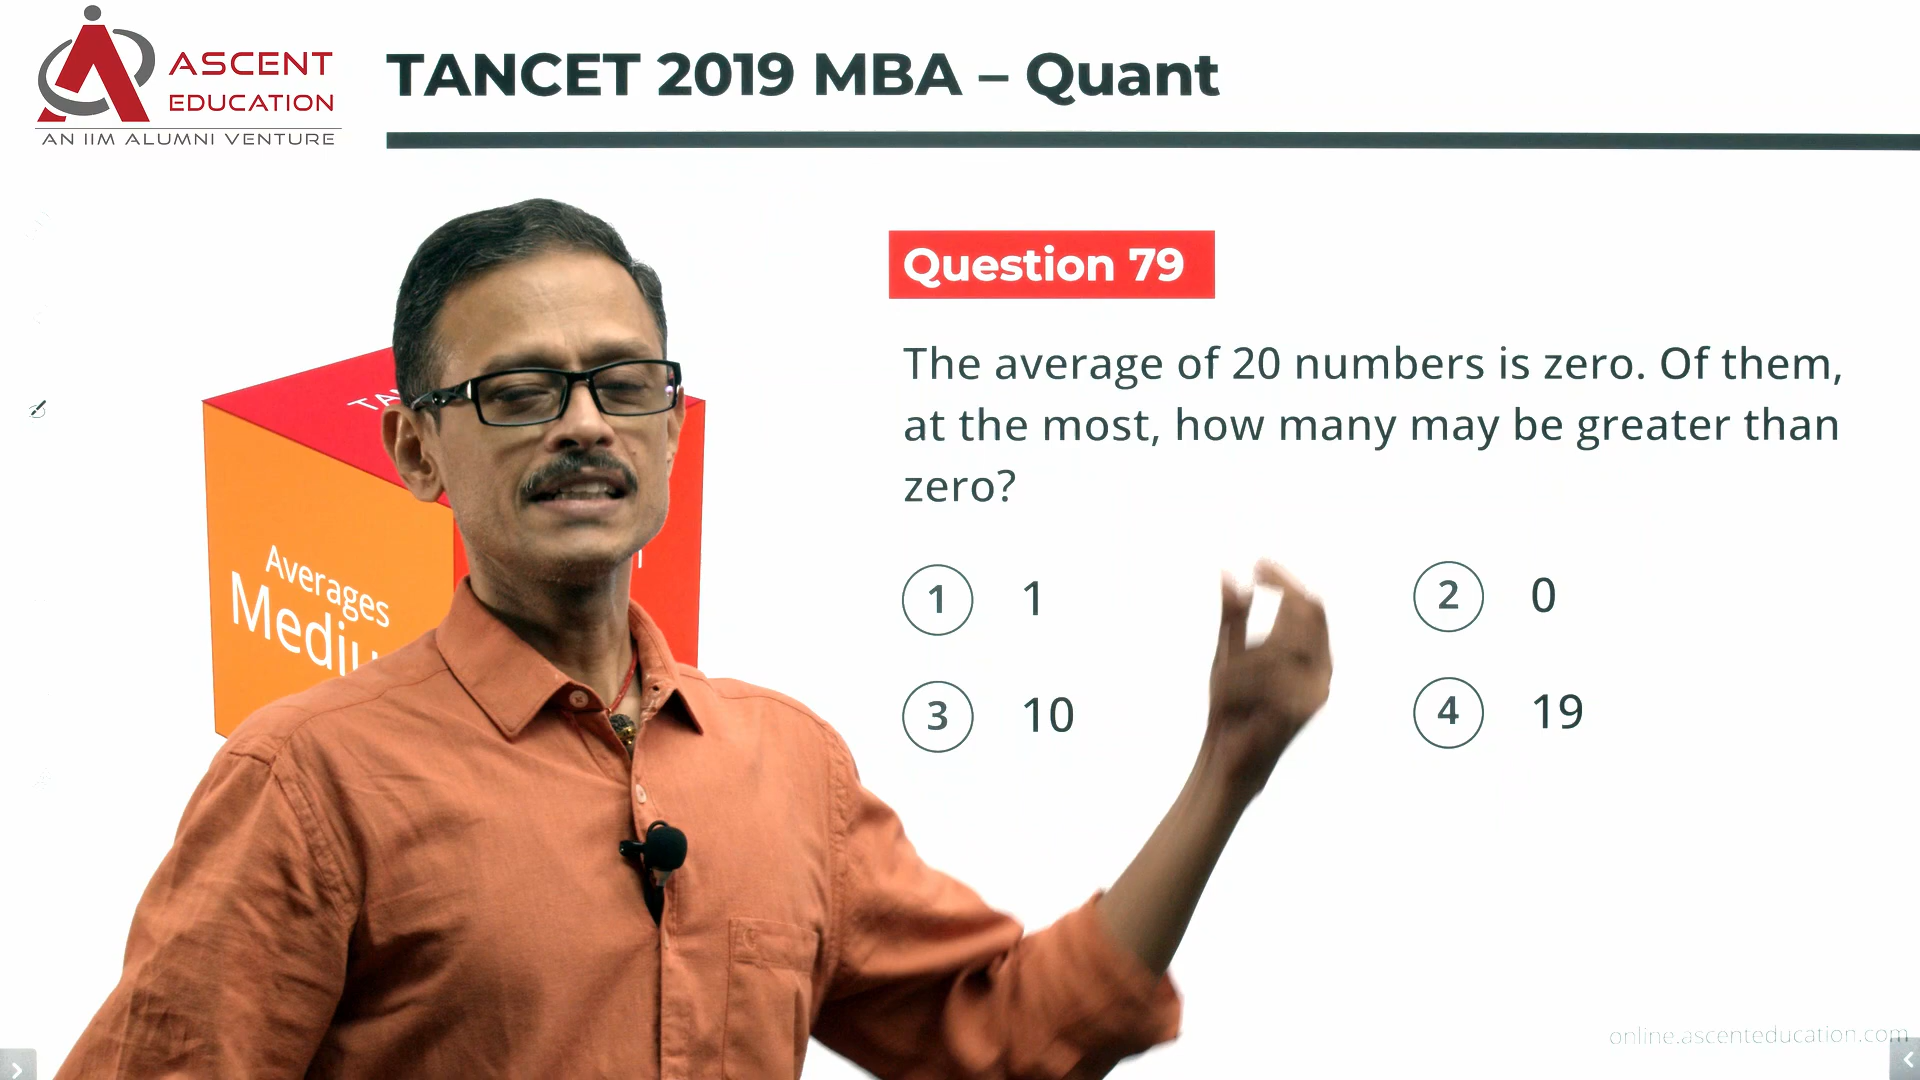 ASCENT
EDUCATION
AN IIM ALUMNI VENTURE
TANCET 2019 MBA – Quant
Question 79
The average of 20 numbers is zero. Of them,
at the most, how many may be greater than
zero?
1 1
2 0
3 10
4 19
Averages
online.ascenteducation.com